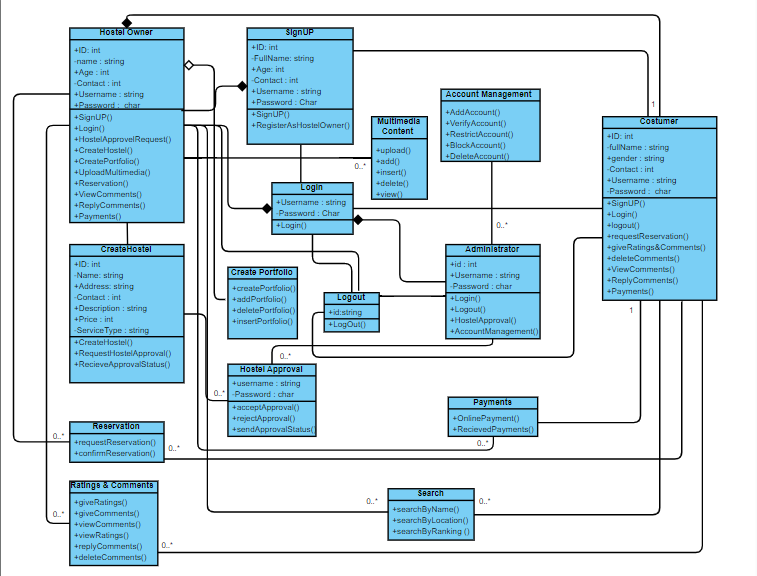 Hostel Owner
+ID: int
-name : string
+Age : int
-Contact : int
+Username : string
+Password : char
+SignUP()
+Login()
+HostelApprovelRequest()
+CreateHostel()
+CreatePortfolio()
+UploadMultimedia()
+Reservation()
+ViewComments()
+ReplyComments()
+Payments()
SignUP
+ID: int
-FullName: string
+Age: int
-Contact : int
+Username : string
+Password : Char
+SignUP()
+RegisterAsHostelOwner()
Multimedia
Content
+upload()
+add()
+insert()
+delete()
+view()
0..*
Account Management
+AddAccount()
+VerifyAccount()
+RestrictAccount()
+BlockAccount()
+DeleteAccount()
0..*
1
Costumer
+ID: int
-fullName : string
+gender : string
-Contact : int
+Username : string
-Password : char
+SignUP()
+Login()
+logout()
+requestReservation()
+giveRatings&Comments()
+deleteComments()
+ViewComments()
+ReplyComments()
+Payments()
1
Login
+Username : string
-Password : Char
+Login()
CreateHostel
+ID: int
-Name: string
+Address: string
-Contact : int
+Description : string
+Price : int
-ServiceType : string
+CreateHostel()
+RequestHostelApproval()
+RecieveApprovalStatus()
Create Portfolio
+createPortfolio()
+addPortfolio()
+deletePortfolio()
+insertPortfolio()
Logout
+id:string
+LogOut()
Administrator
+id : int
+Username : string
-Password : char
+Login()
+Logout()
+HostelApproval()
+AccountManagement()
0..*
Hostel Approval
+username : string
-Password : char
+acceptApproval()
+rejectApproval()
+sendApprovalStatus()
0..*
Payments
+OnlinePayment()
+RecievedPayments()
0..*
Reservation
+requestReservation()
+confirmReservation()
0..*
0..*
Ratings & Comments
+giveRatings()
+giveComments()
+viewComments()
+viewRatings()
+replyComments()
+deleteComments()
0..*
0..*
Search
+searchByName()
+searchByLocation()
+searchByRanking ()
0..*
0..*